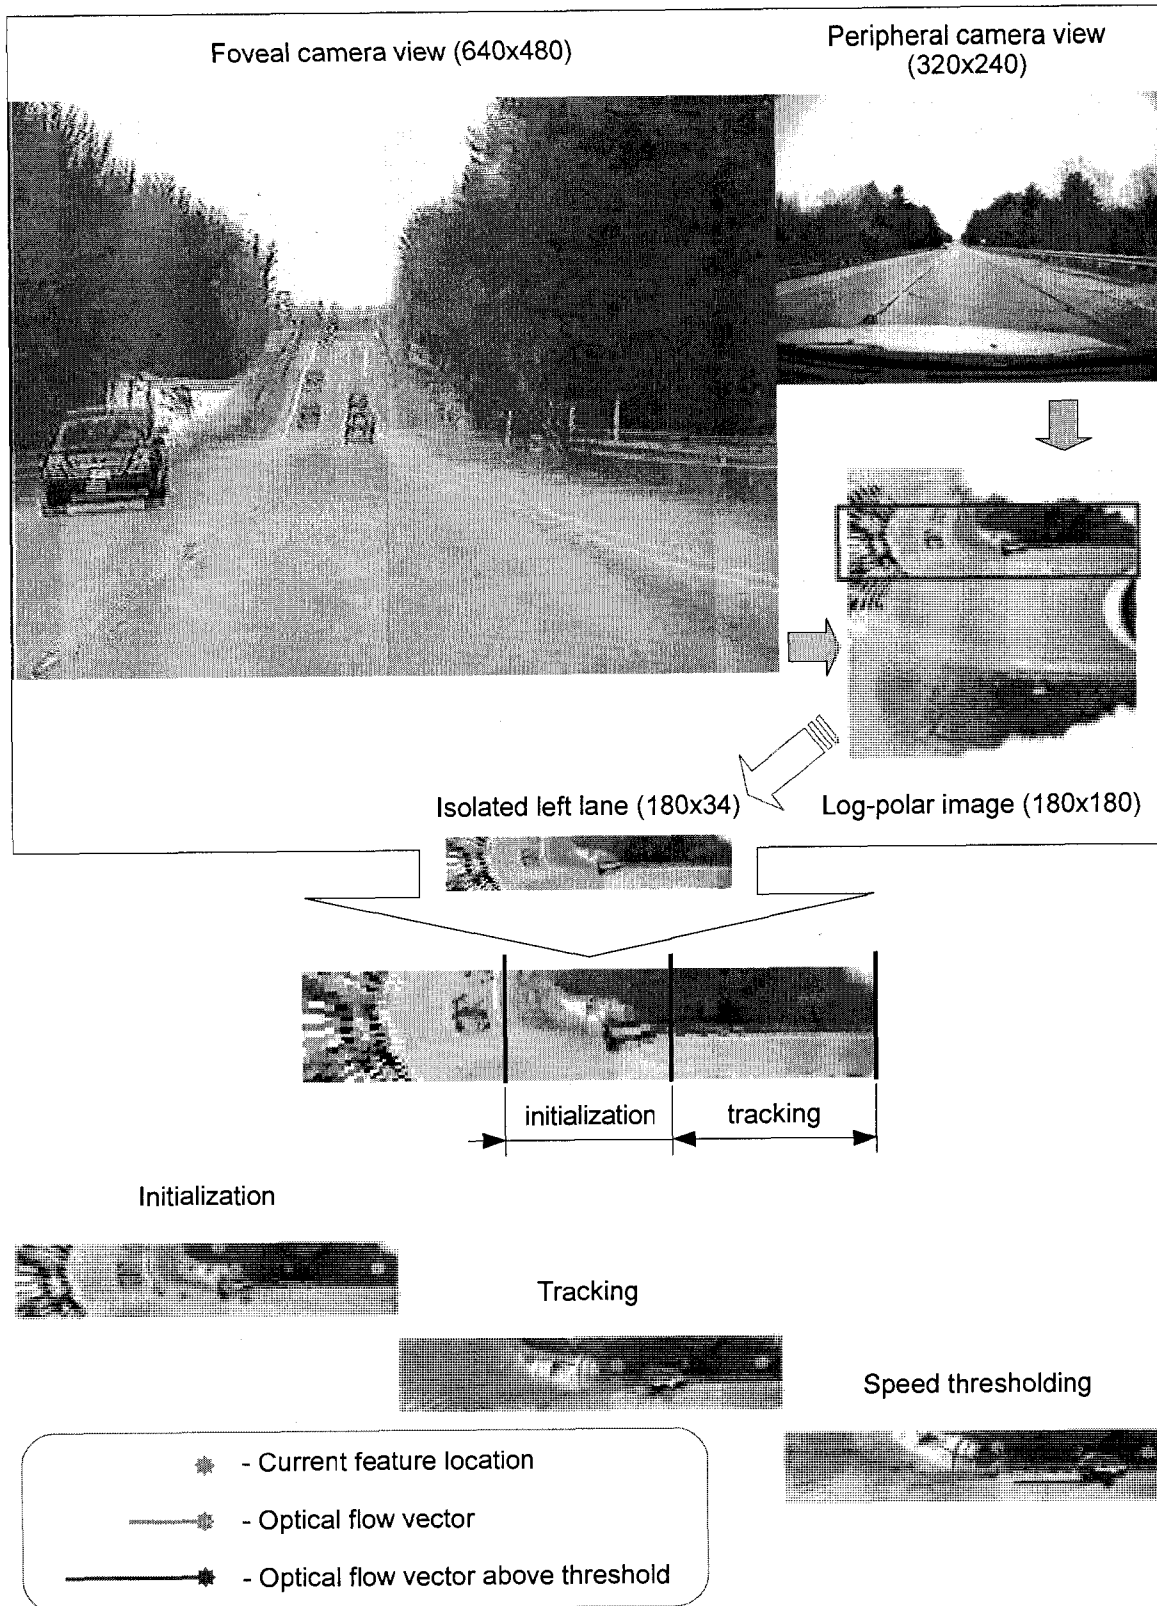 Foveal camera view (640x480)
Peripheral camera view
(320x240)
Isolated left lane (180x34)
Log-polar image (180x180)
initialization
tracking
Initialization
Tracking
Speed thresholding
- Current feature location
- Optical flow vector
- Optical flow vector above threshold